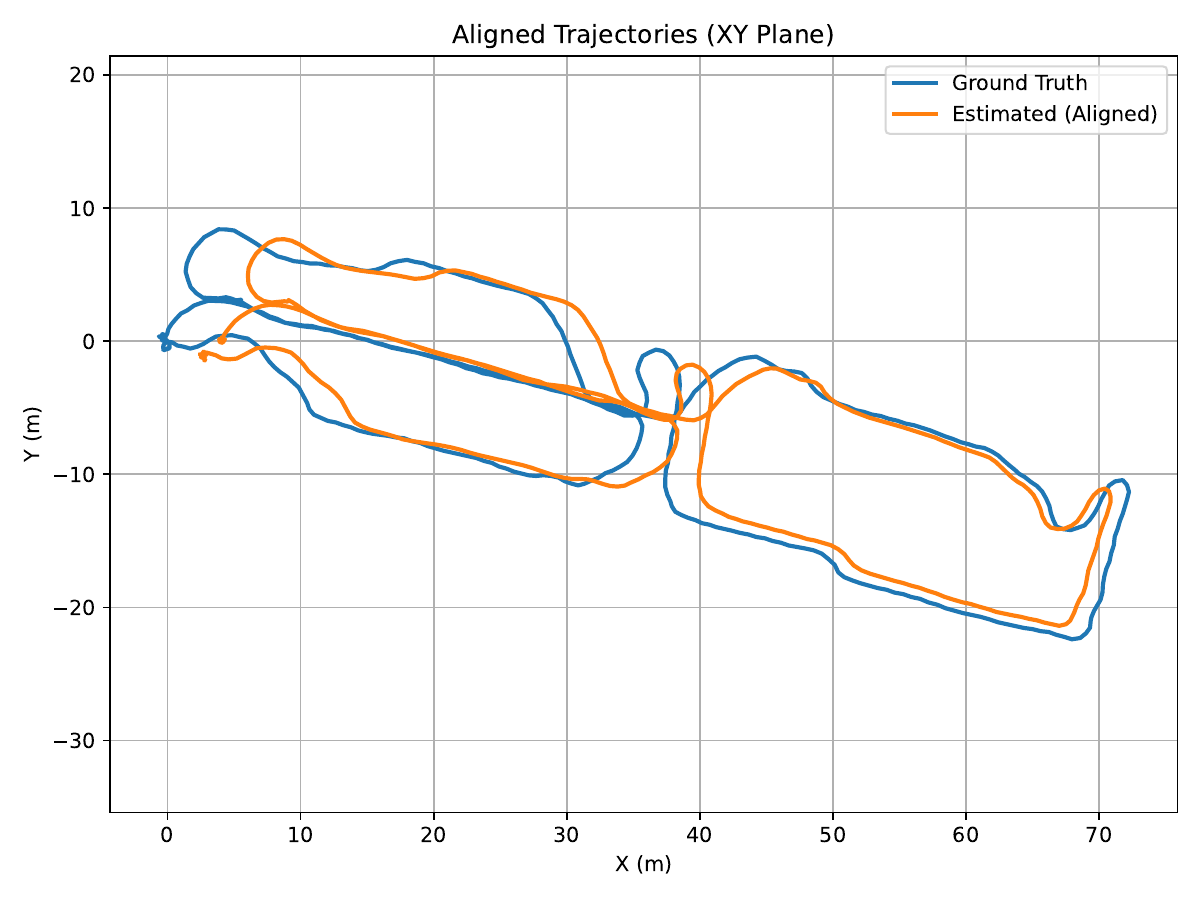 Aligned Trajectories (XY Plane)
Ground Truth
Estimated (Aligned)
20
10
0
−10
−20
−30
Y (m)
0 10 20 30 40 50 60 70
X (m)